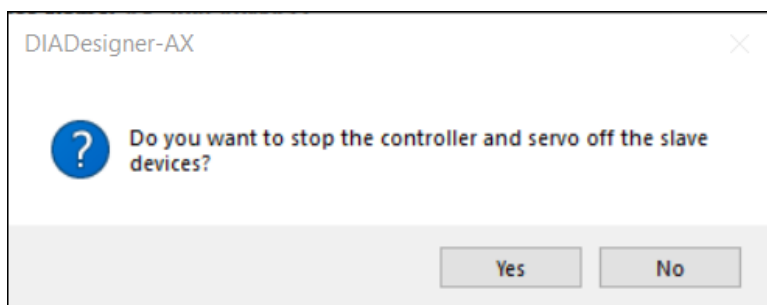 DIADesigner-AX
Do you want to stop the controller and servo off the slave
devices?
Yes
No